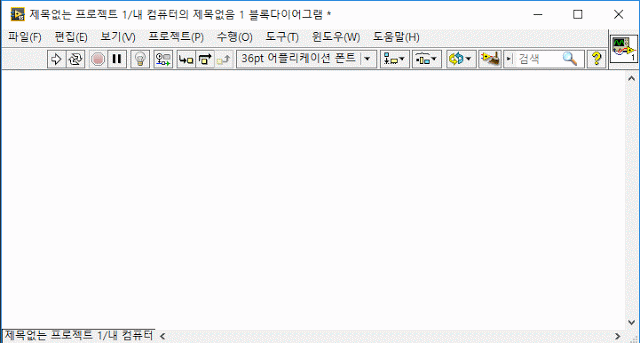 제목없는 프로젝트 1/내 컴퓨터의 제목없음 1 블록다이어그램 *
파일(F) 편집(E) 보기(V) 프로젝트(P) 수행(O) 도구(T) 윈도우(W) 도움말(H)
36pt 어플리케이션 폰트 검색 ? 1
제목없는 프로젝트 1/내 컴퓨터